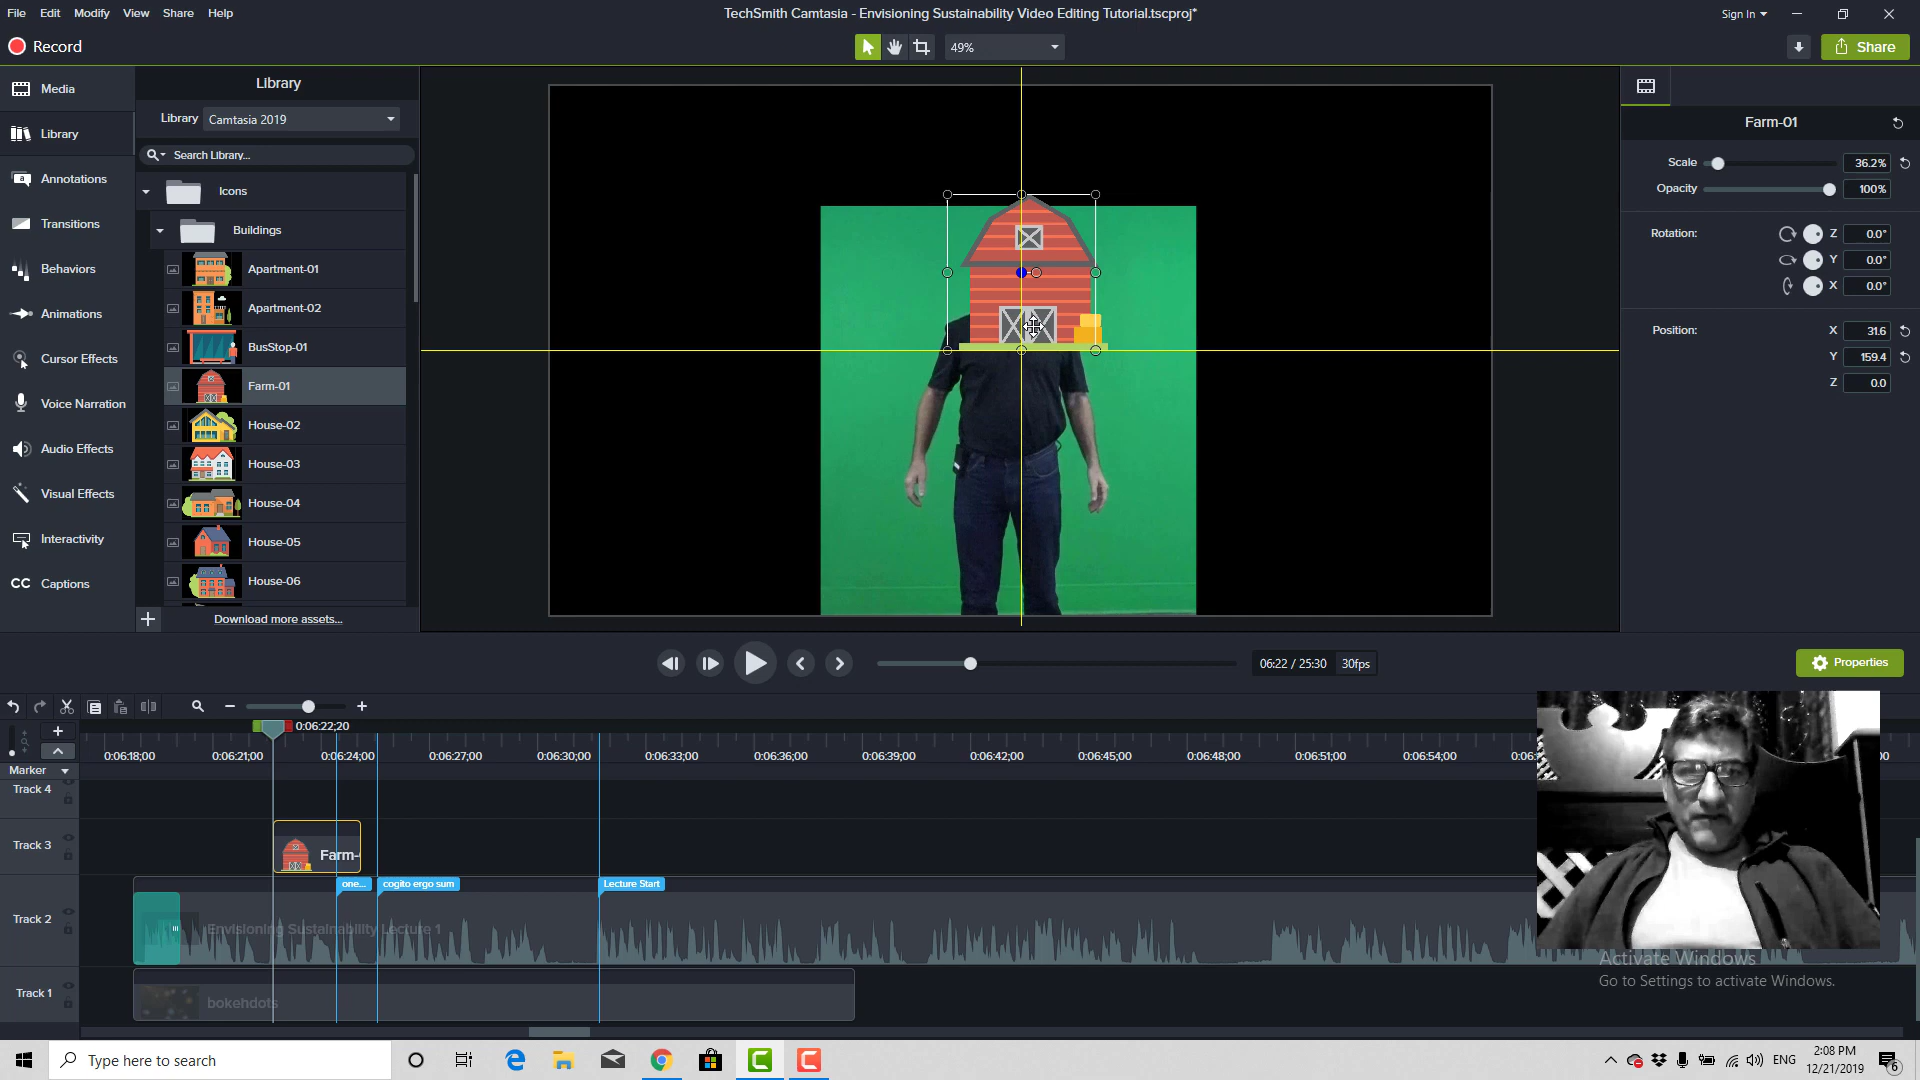 File Edit Modify View Share Help
TechSmith Camtasia - Envisioning Sustainability Video Editing Tutorial.tscproj*
Sign In
Record
49%
Share
Media
Library
Annotations
Transitions
Behaviors
Animations
Cursor Effects
Voice Narration
Audio Effects
Visual Effects
Interactivity
CC Captions
Library
Library Camtasia 2019
Search Library...
Icons
Buildings
Apartment-01
Apartment-02
BusStop-01
Farm-01
House-02
House-03
House-04
House-05
House-06
Download more assets...
Farm-01
Scale 36.2%
Opacity 100%
Rotation: Z 0.0°
Y 0.0°
X 0.0°
Position: X 31.6
Y 159.4
Z 0.0
06:22 / 25:30 30fps
Properties
0:06:22;20
0:06:18;00 0:06:21;00 0:06:24;00 0:06:27;00 0:06:30;00 0:06:33;00 0:06:36;00 0:06:39;00 0:06:42;00 0:06:45;00 0:06:48;00 0:06:51;00 0:06:54;00
Marker
Track 4
Track 3
Farm-
one... cogito ergo sum Lecture Start
Track 2
Envisioning Sustainability Lecture 1
Track 1
bokehdots
Activate Windows
Go to Settings to activate Windows.
Type here to search
ENG
2:08 PM
12/21/2019
6